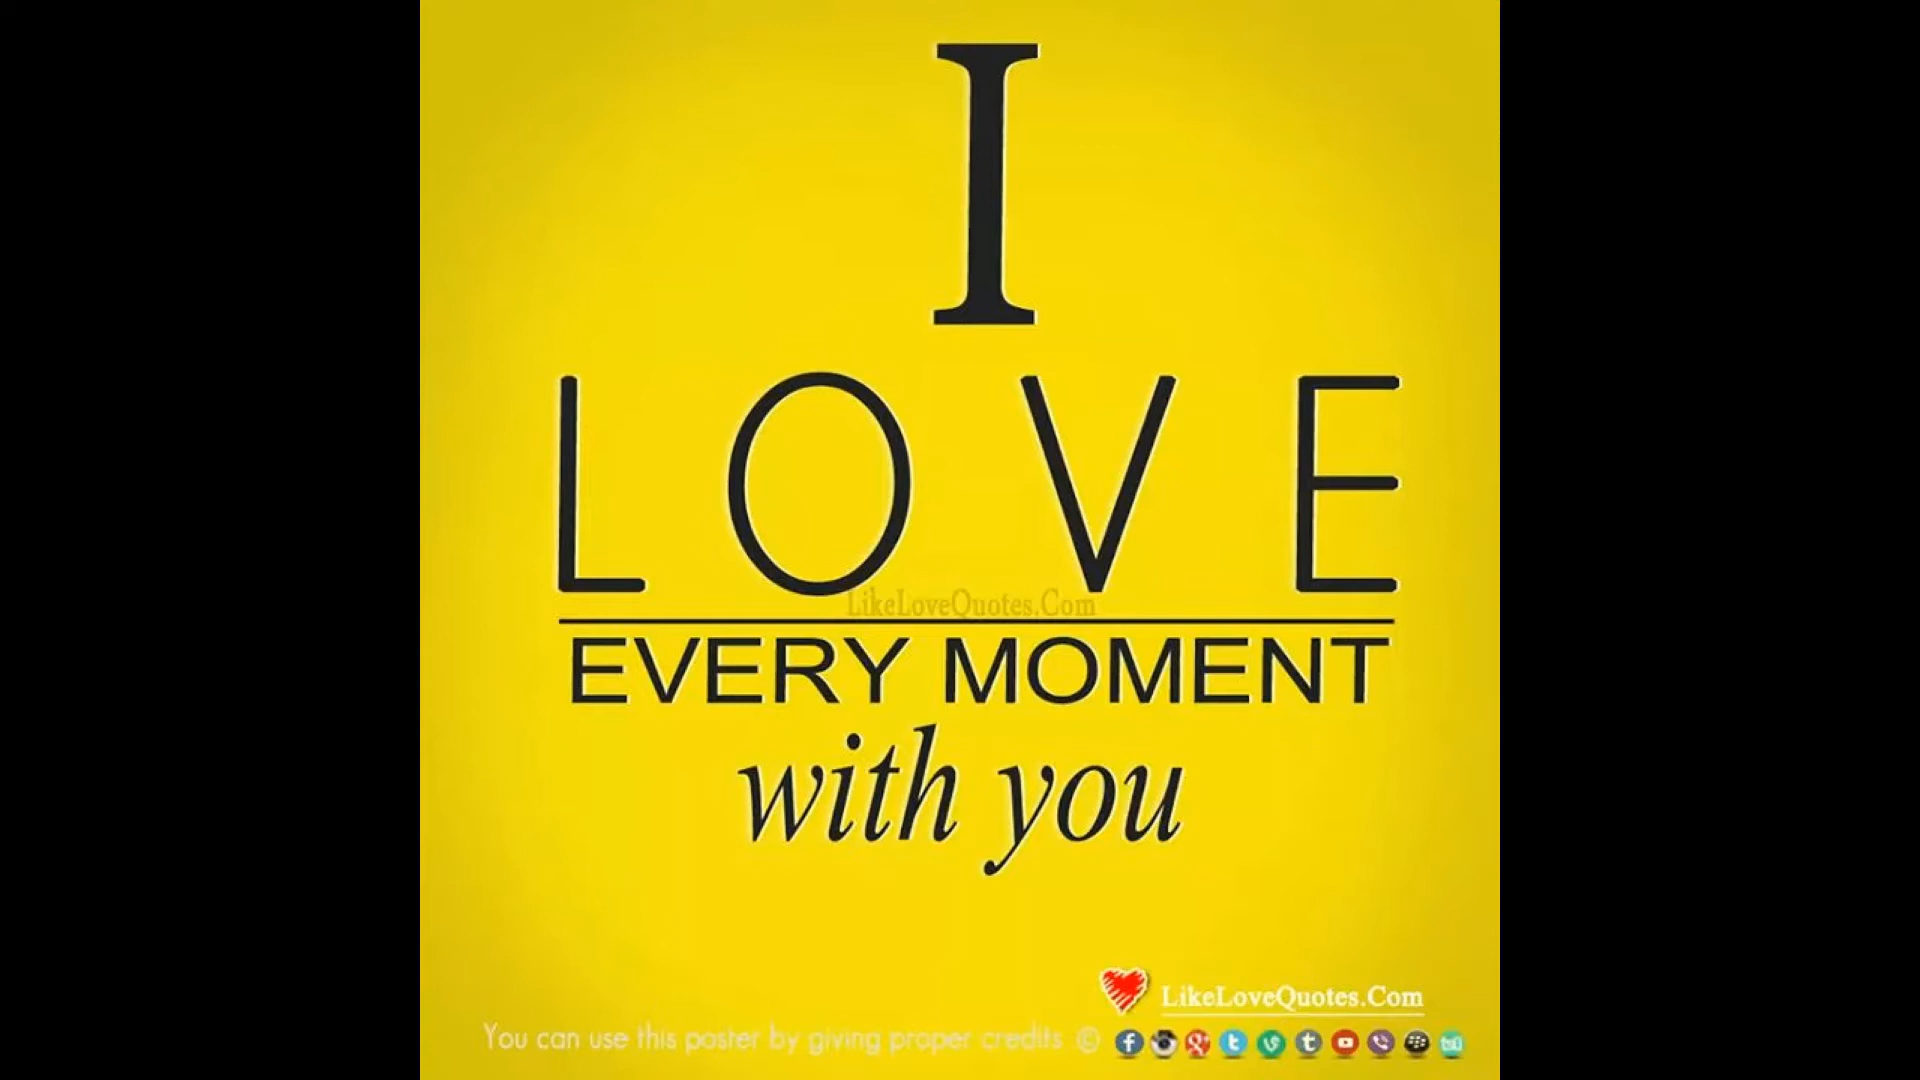 I
LOVE
LikeLoveQuotes.Com
EVERY MOMENT
with you
LikeLoveQuotes.Com
You can use this poster by giving proper credits ©